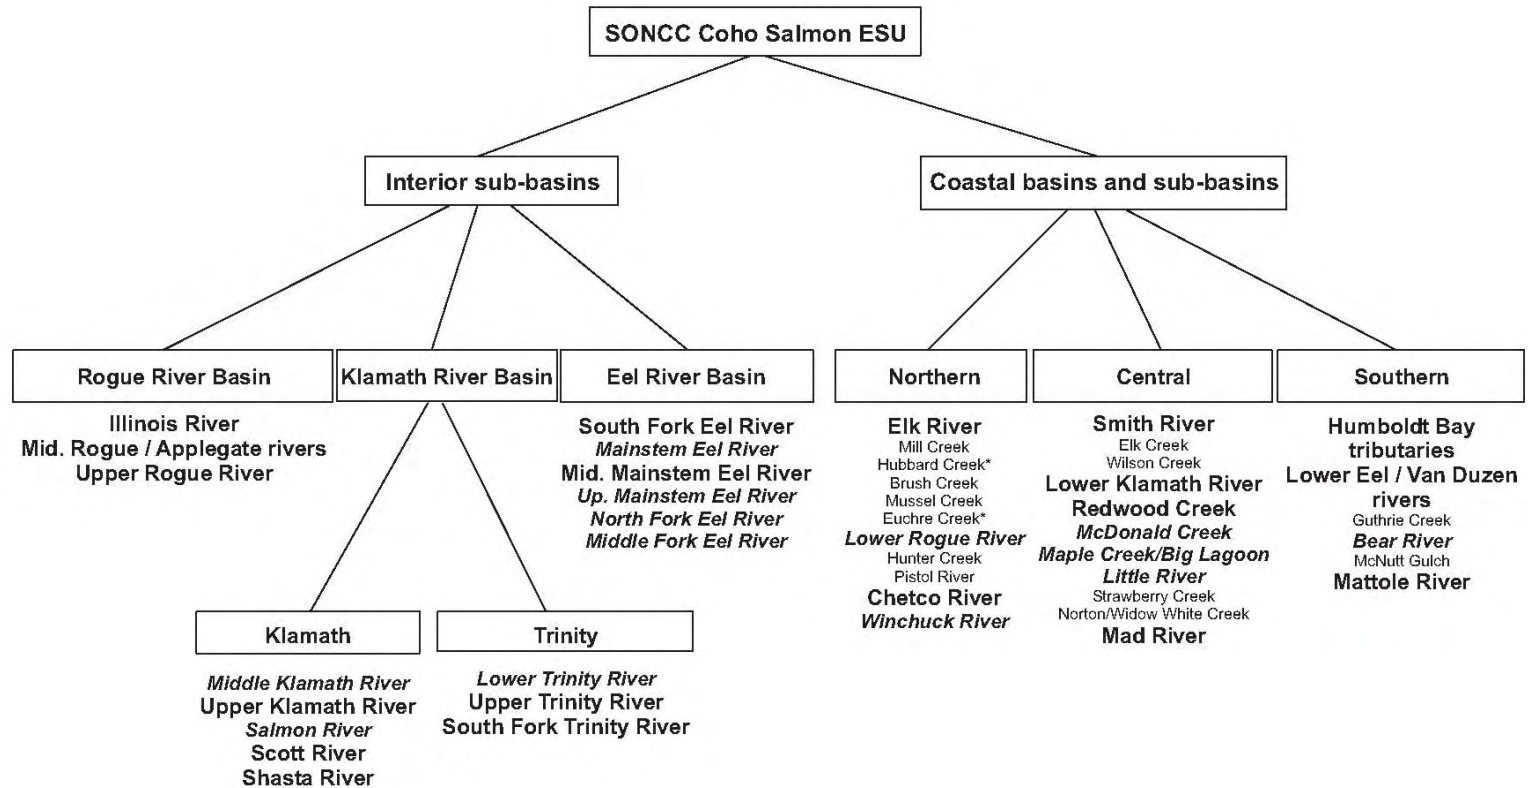 SONCC Coho Salmon ESU
Interior sub-basins
Coastal basins and sub-basins
Rogue River Basin
Illinois River
Mid. Rogue / Applegate rivers
Upper Rogue River
Klamath River Basin
Klamath
Middle Klamath River
Upper Klamath River
Salmon River
Scott River
Shasta River
Trinity
Lower Trinity River
Upper Trinity River
South Fork Trinity River
Eel River Basin
South Fork Eel River
Mainstem Eel River
Mid. Mainstem Eel River
Up. Mainstem Eel River
North Fork Eel River
Middle Fork Eel River
Northern
Elk River
Mill Creek
Hubbard Creek*
Brush Creek
Mussel Creek
Euchre Creek*
Lower Rogue River
Hunter Creek
Pistol River
Chetco River
Winchuck River
Central
Smith River
Elk Creek
Wilson Creek
Lower Klamath River
Redwood Creek
McDonald Creek
Maple Creek/Big Lagoon
Little River
Strawberry Creek
Norton/Widow White Creek
Mad River
Southern
Humboldt Bay
tributaries
Lower Eel / Van Duzen
rivers
Guthrie Creek
Bear River
McNutt Gulch
Mattole River